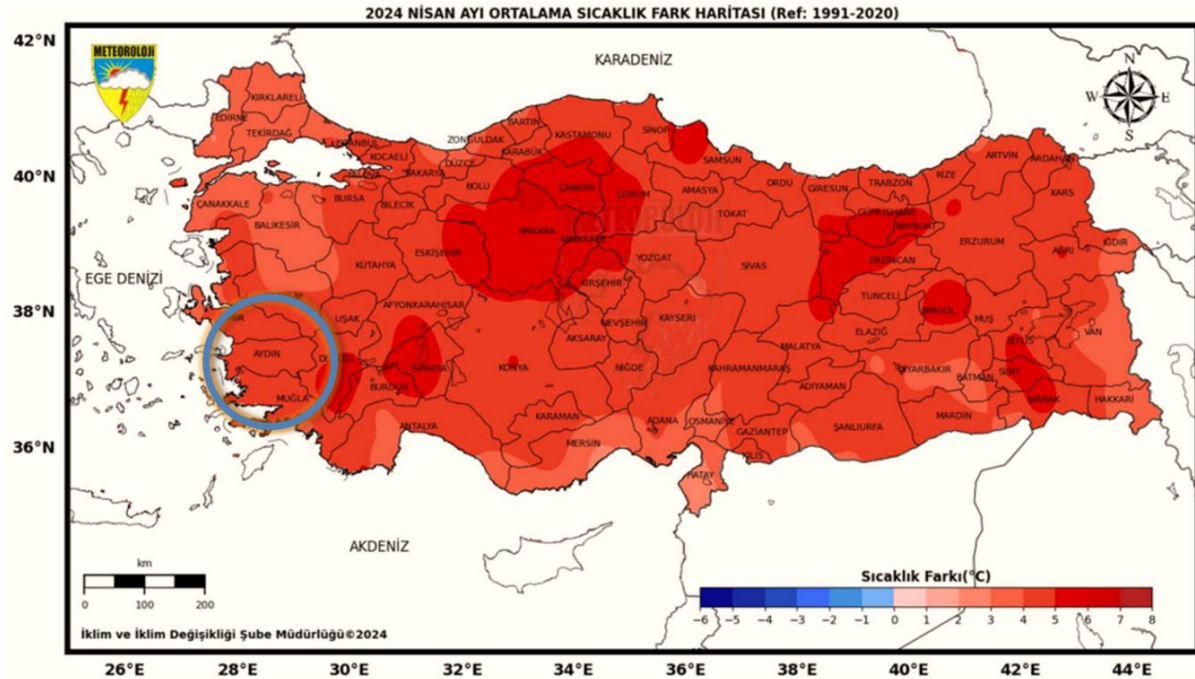 2024 NİSAN AYI ORTALAMA SICAKLIK FARK HARİTASI (Ref: 1991-2020)
42°N
METEOROLOJİ
KARADENİZ
N
W E
S
KIRKLARELİ
EDİRNE
TEKİRDAĞ
İSTANBUL
KOCAELİ
YALOVA
SAKARYA
DÜZCE
ZONGULDAK
BARTIN
KARABÜK
KASTAMONU
SİNOP
SAMSUN
ORDU
GİRESUN
TRABZON
RİZE
ARTVİN
ARDAHAN
40°N
ÇANAKKALE
BALIKESİR
BURSA
BİLECİK
BOLU
ÇANKIRI
ÇORUM
AMASYA
TOKAT
GÜMÜŞHANE
BAYBURT
KARS
METEOROLOJİ
ESKİŞEHİR
ANKARA
KIRIKKALE
YOZGAT
SİVAS
ERZİNCAN
ERZURUM
AĞRI
IĞDIR
EGE DENİZİ
KÜTAHYA
KIRŞEHİR
38°N
UŞAK
AFYONKARAHİSAR
NEVŞEHİR
KAYSERİ
TUNCELİ
BİNGOL
MUŞ
VAN
AYDIN
ISPARTA
KONYA
AKSARAY
NİĞDE
MALATYA
ELAZIĞ
DİYARBAKIR
BATMAN
SİİRT
BİTLİS
MUĞLA
BURDUR
KAHRAMANMARAŞ
ADIYAMAN
ŞIRNAK
HAKKARİ
36°N
ANTALYA
KARAMAN
MERSİN
ADANA
OSMANİYE
GAZİANTEP
KİLİS
ŞANLIURFA
MARDİN
HATAY
AKDENİZ
km
0 100 200
Sıcaklık Farkı(°C)
−6 −5 −4 −3 −2 −1 0 1 2 3 4 5 6 7 8
İklim ve İklim Değişikliği Şube Müdürlüğü©2024
26°E 28°E 30°E 32°E 34°E 36°E 38°E 40°E 42°E 44°E